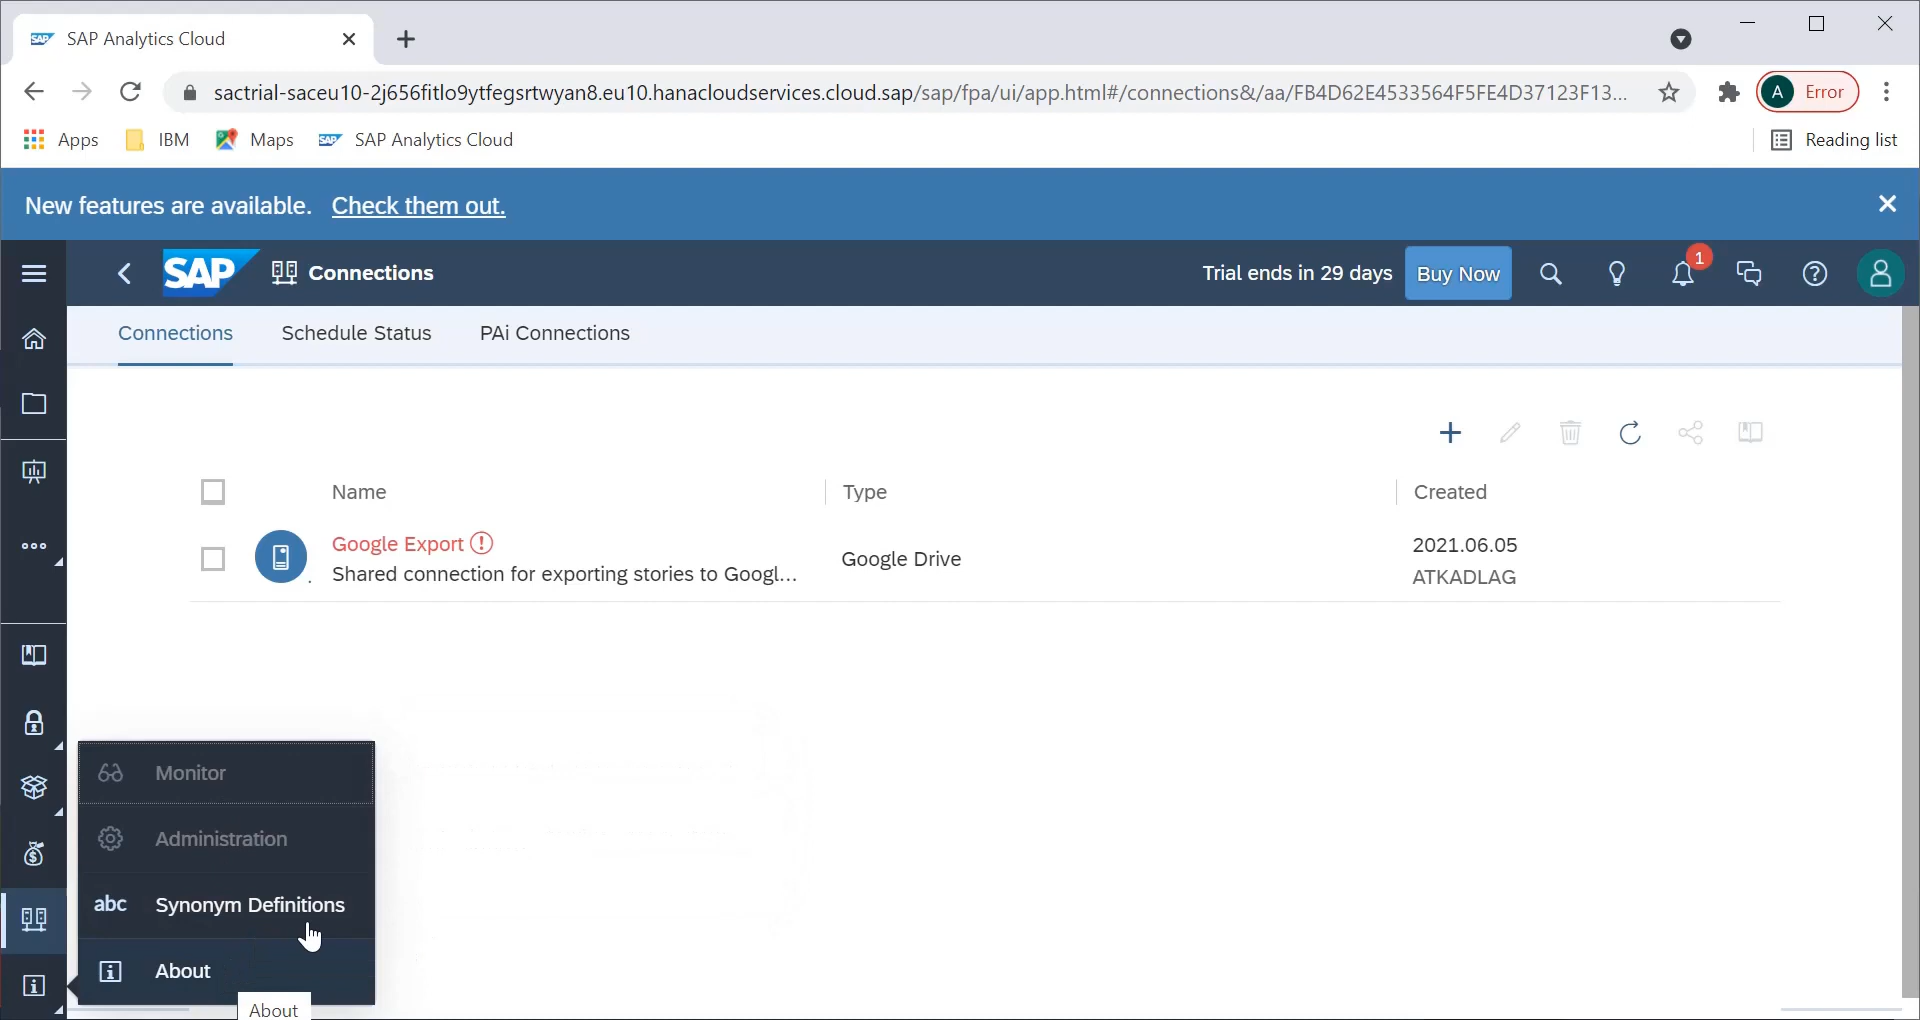 SAP SAP Analytics Cloud
sactrial-saceu10-2j656fitlo9ytfegsrtwyan8.eu10.hanacloudservices.cloud.sap/sap/fpa/ui/app.html#/connections&/aa/FB4D62E4533564F5FE4D37123F13... A Error
Apps IBM Maps SAP SAP Analytics Cloud Reading list
New features are available. Check them out.
SAP Connections Trial ends in 29 days Buy Now 1
Connections Schedule Status PAi Connections
Name Type Created
Google Export Google Drive 2021.06.05
Shared connection for exporting stories to Googl... ATKADLAG
Monitor
Administration
abc Synonym Definitions
About
About